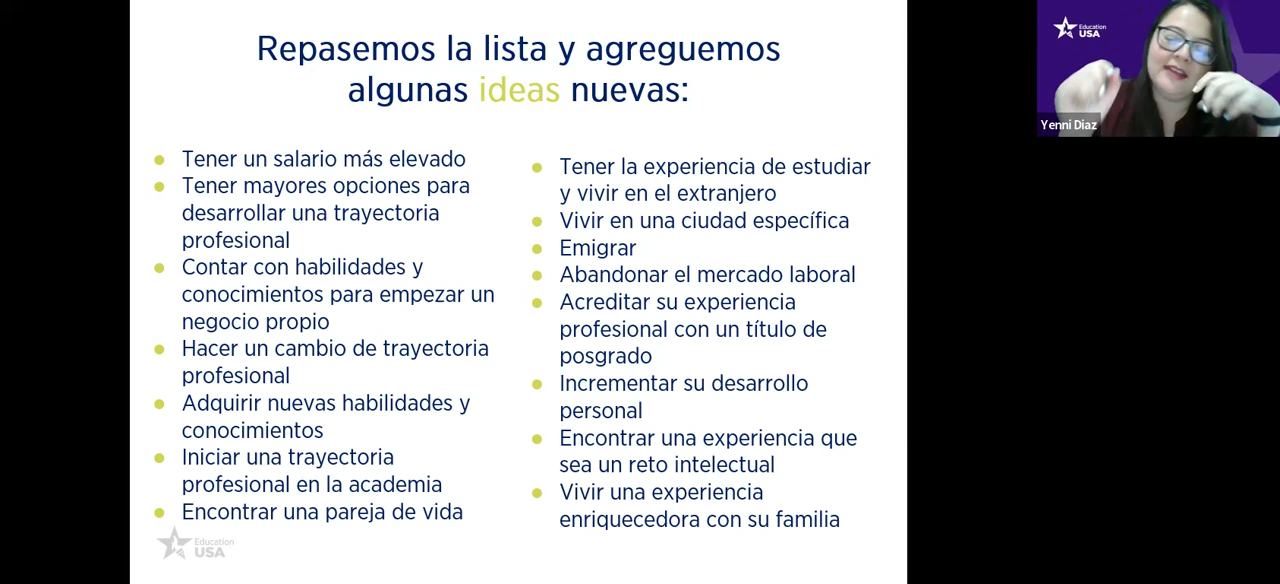 Repasemos la lista y agreguemos
algunas ideas nuevas:
Tener un salario más elevado
Tener mayores opciones para
desarrollar una trayectoria
profesional
Contar con habilidades y
conocimientos para empezar un
negocio propio
Hacer un cambio de trayectoria
profesional
Adquirir nuevas habilidades y
conocimientos
Iniciar una trayectoria
profesional en la academia
Encontrar una pareja de vida
Tener la experiencia de estudiar
y vivir en el extranjero
Vivir en una ciudad específica
Emigrar
Abandonar el mercado laboral
Acreditar su experiencia
profesional con un título de
posgrado
Incrementar su desarrollo
personal
Encontrar una experiencia que
sea un reto intelectual
Vivir una experiencia
enriquecedora con su familia
Education
USA
Education
USA
Yenni Diaz